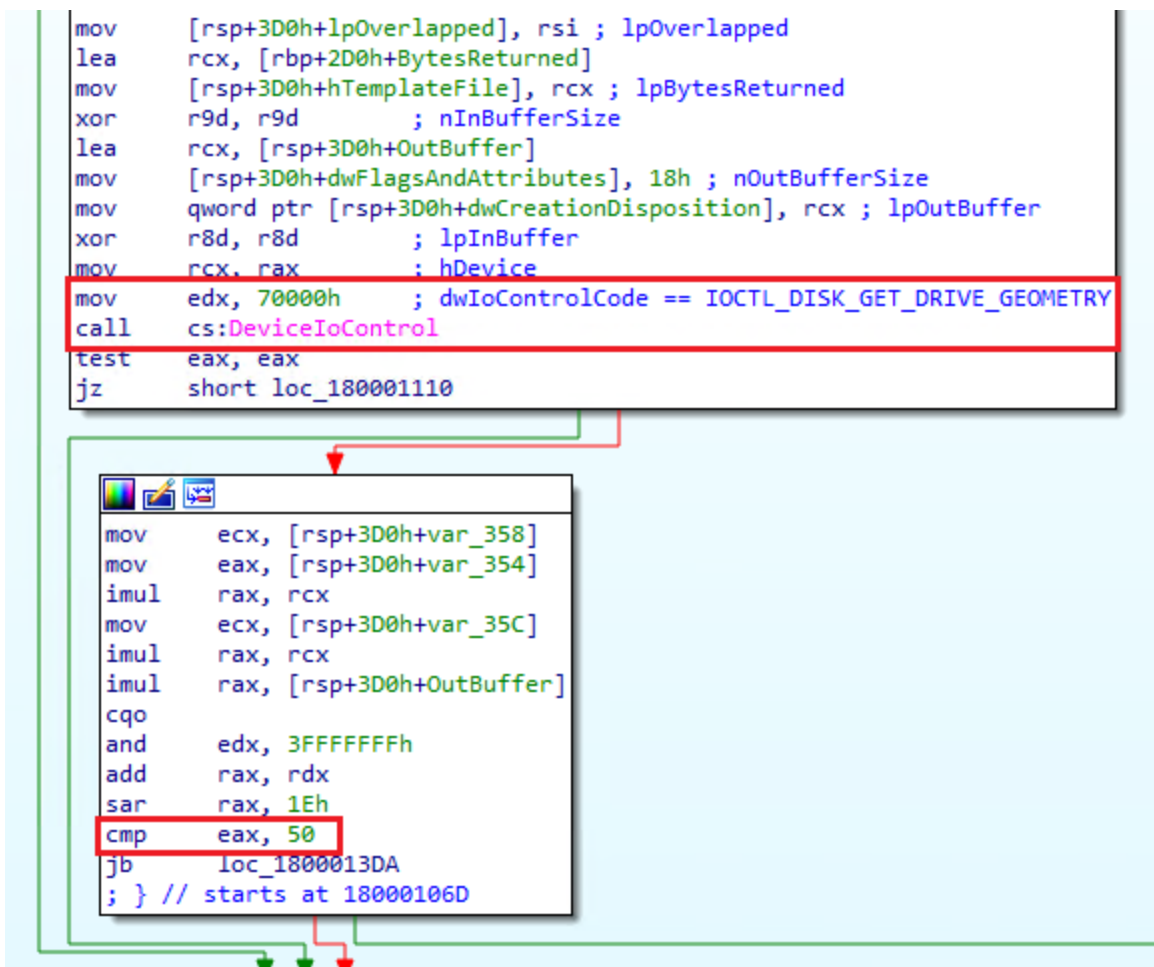 mov [rsp+3D0h+lpOverlapped], rsi ; lpOverlapped
lea rcx, [rbp+2D0h+BytesReturned]
mov [rsp+3D0h+hTemplateFile], rcx ; lpBytesReturned
xor r9d, r9d ; nInBufferSize
lea rcx, [rsp+3D0h+OutBuffer]
mov [rsp+3D0h+dwFlagsAndAttributes], 18h ; nOutBufferSize
mov qword ptr [rsp+3D0h+dwCreationDisposition], rcx ; lpOutBuffer
xor r8d, r8d ; lpInBuffer
mov rcx, rax ; hDevice
mov edx, 70000h ; dwIoControlCode == IOCTL_DISK_GET_DRIVE_GEOMETRY
call cs:DeviceIoControl
test eax, eax
jz short loc_180001110
mov ecx, [rsp+3D0h+var_358]
mov eax, [rsp+3D0h+var_354]
imul rax, rcx
mov ecx, [rsp+3D0h+var_35C]
imul rax, rcx
imul rax, [rsp+3D0h+OutBuffer]
cqo
and edx, 3FFFFFFFh
add rax, rdx
sar rax, 1Eh
cmp eax, 50
jb loc_1800013DA
; } // starts at 18000106D